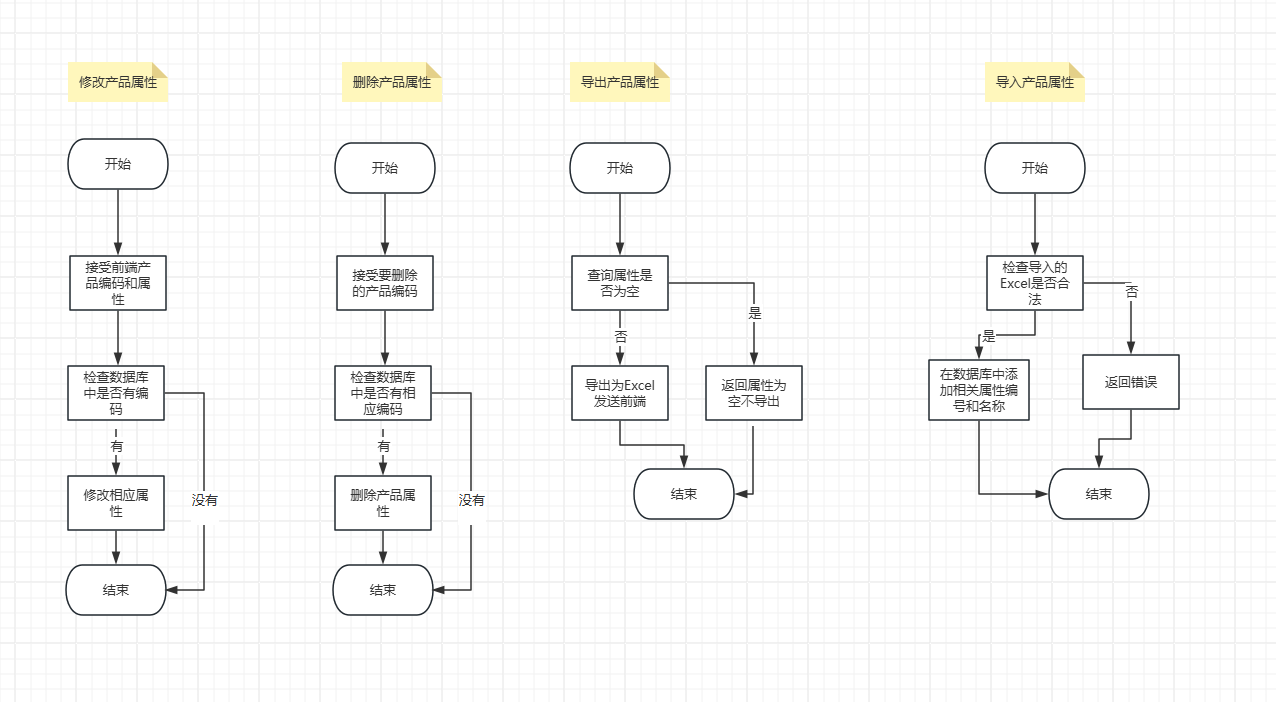 修改产品属性
开始
接受前端产
品编码和属
性
检查数据库
中是否有编
码
有
没有
修改相应属
性
结束
删除产品属性
开始
接受要删除
的产品编码
检查数据库
中是否有相
应编码
有
没有
删除产品属
性
结束
导出产品属性
开始
查询属性是
否为空
否
是
导出为Excel
发送前端
返回属性为
空不导出
结束
导入产品属性
开始
检查导入的
Excel是否合
法
是
否
在数据库中添
加相关属性编
号和名称
返回错误
结束